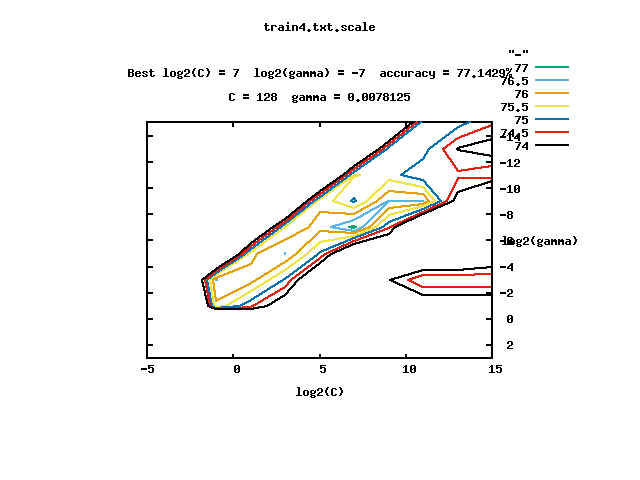 train4.txt.scale
"-"
Best log2(C) = 7  log2(gamma) = -7  accuracy = 77.1429%
77
76.5
C = 128  gamma = 0.0078125
76
75.5
75
74.5
74
-14
-12
-10
-8
-6
log2(gamma)
-4
-2
0
2
-5 0 5 10 15
log2(C)